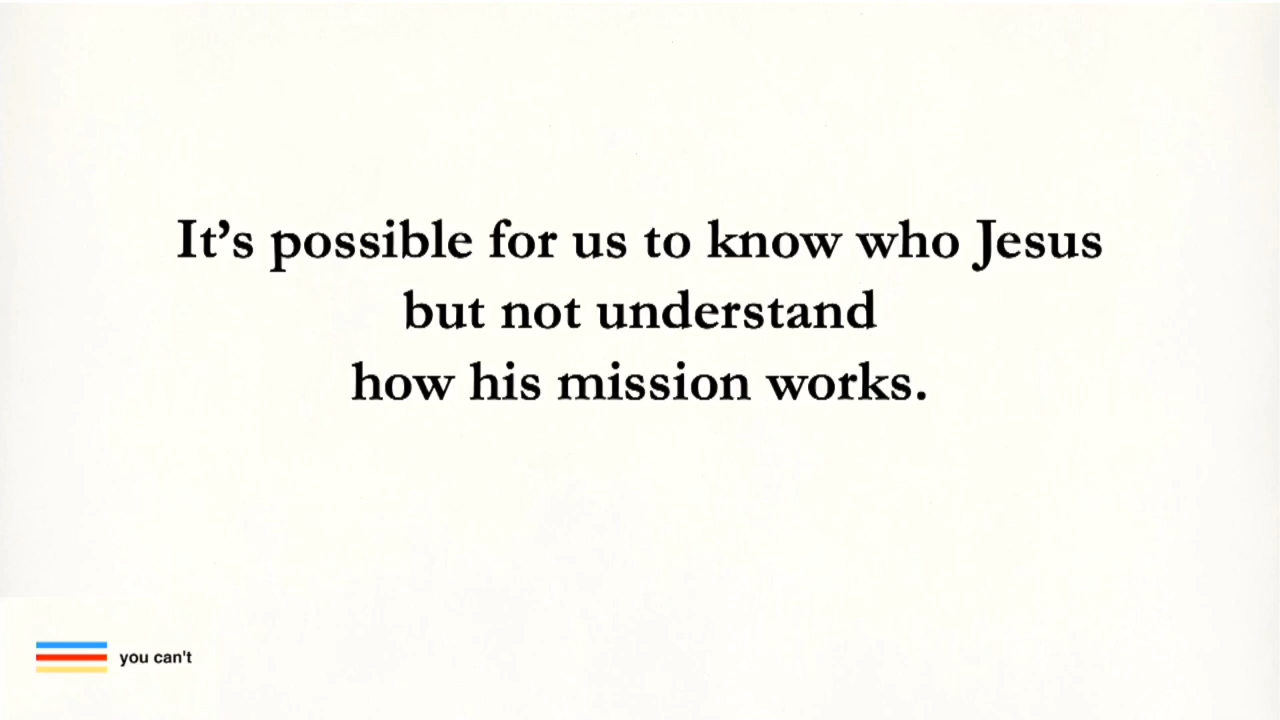 It’s possible for us to know who Jesus
but not understand
how his mission works.
you can't